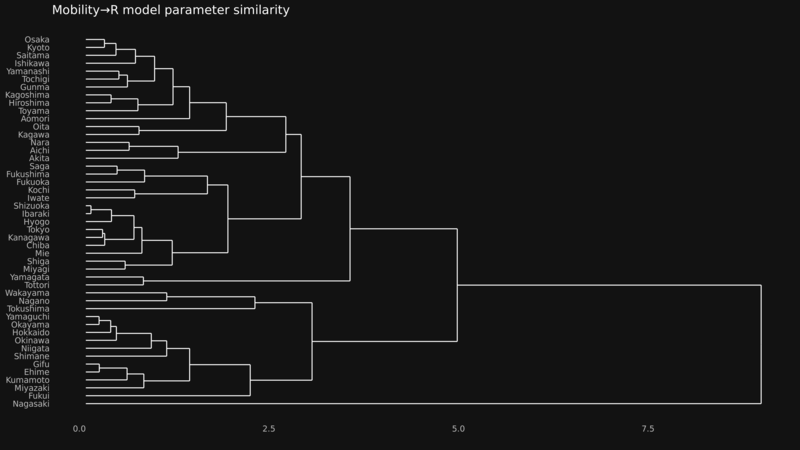 Mobility→R model parameter similarity
Osaka
Kyoto
Saitama
Ishikawa
Yamanashi
Tochigi
Gunma
Kagoshima
Hiroshima
Toyama
Aomori
Oita
Kagawa
Nara
Aichi
Akita
Saga
Fukushima
Fukuoka
Kochi
Iwate
Shizuoka
Ibaraki
Hyogo
Tokyo
Kanagawa
Chiba
Mie
Shiga
Miyagi
Yamagata
Tottori
Wakayama
Nagano
Tokushima
Yamaguchi
Okayama
Hokkaido
Okinawa
Niigata
Shimane
Gifu
Ehime
Kumamoto
Miyazaki
Fukui
Nagasaki
0.0 2.5 5.0 7.5